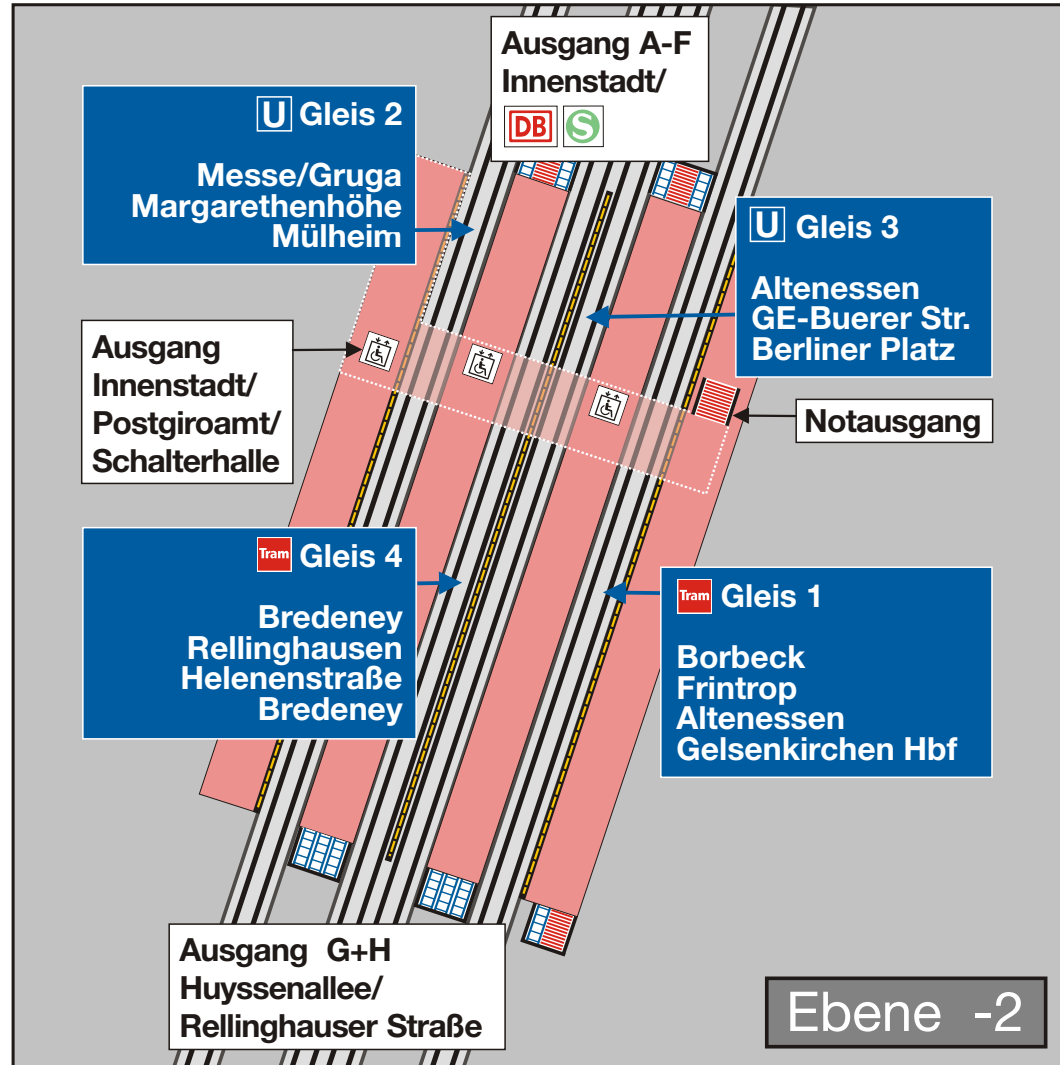 Ausgang A-F
Innenstadt/
DB S
U Gleis 2
Messe/Gruga
Margarethenhöhe
Mülheim
U Gleis 3
Altenessen
GE-Buerer Str.
Berliner Platz
Ausgang
Innenstadt/
Postgiroamt/
Schalterhalle
Notausgang
Tram Gleis 4
Bredeney
Rellinghausen
Helenenstraße
Bredeney
Tram Gleis 1
Borbeck
Frintrop
Altenessen
Gelsenkirchen Hbf
Ausgang G+H
Huyssenallee/
Rellinghauser Straße
Ebene -2